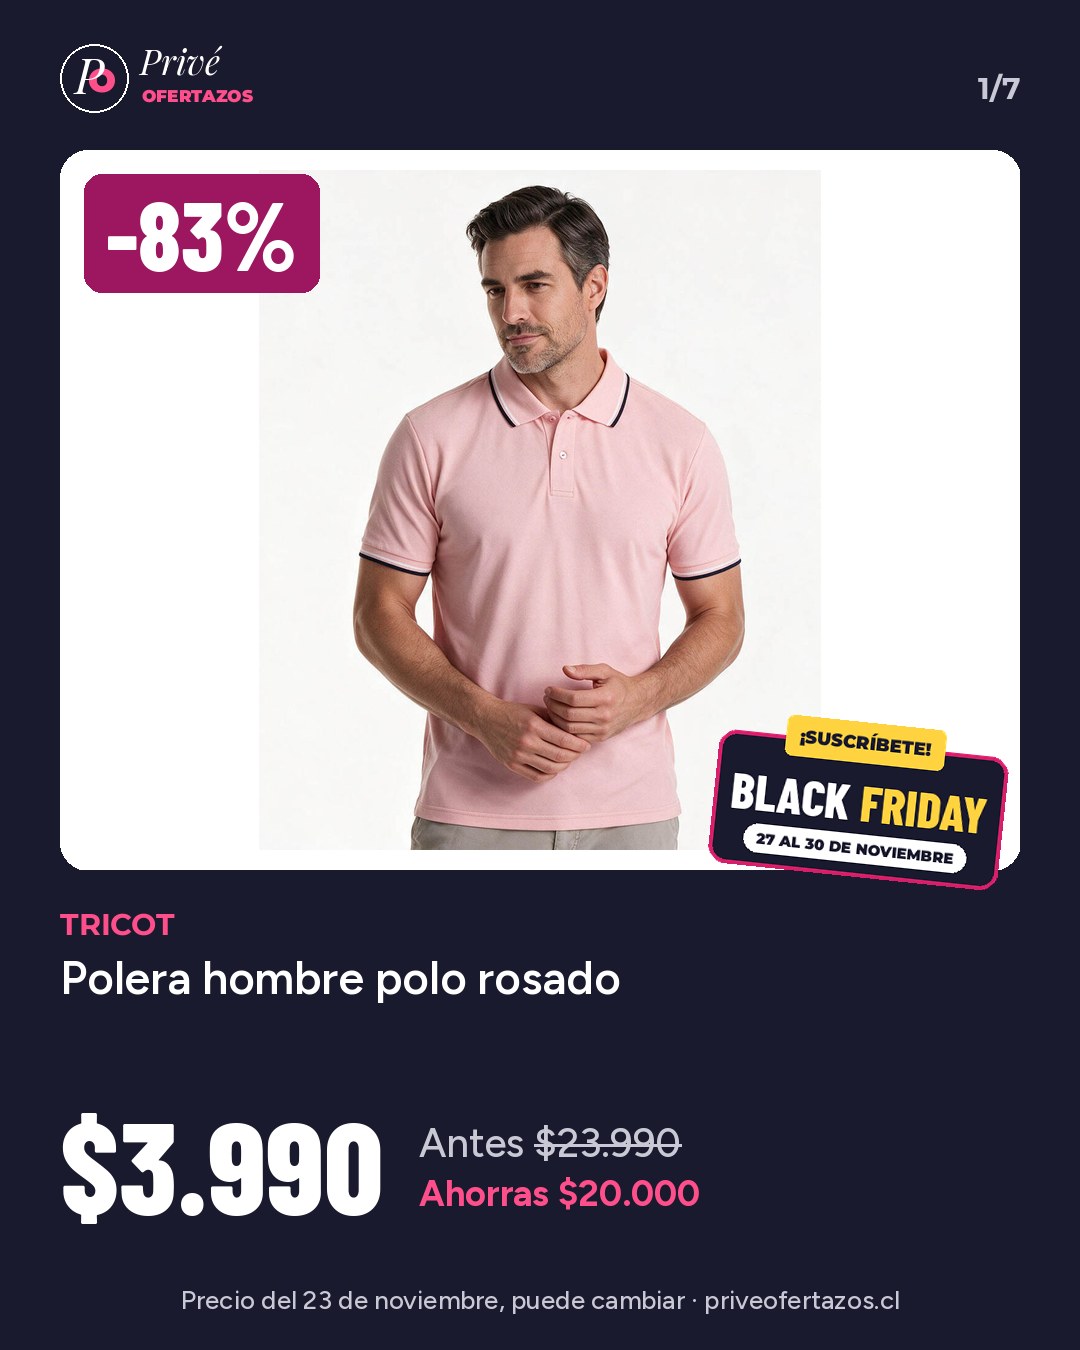 Privé
OFERTAZOS
1/7
-83%
¡SUSCRÍBETE!
BLACK FRIDAY
27 AL 30 DE NOVIEMBRE
TRICOT
Polera hombre polo rosado
$3.990
Antes $23.990
Ahorras $20.000
Precio del 23 de noviembre, puede cambiar · priveofertazos.cl